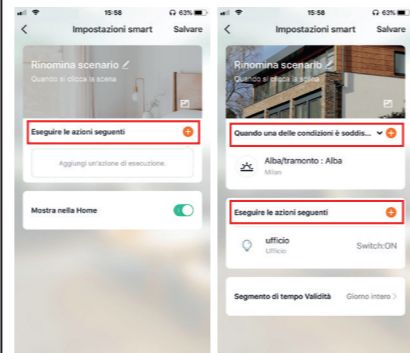 15:58
63%
Impostazioni smart
Salvare
Rinomina scenario
Quando si clicca la scena
Eseguire le azioni seguenti
Aggiungi un'azione di esecuzione.
Mostra nella Home
15:58
63%
Impostazioni smart
Salvare
Rinomina scenario
Quando si clicca la scena
Quando una delle condizioni è soddis...
Alba/tramonto : Alba
Milan
Eseguire le azioni seguenti
ufficio
Switch:ON
Ufficio
Segmento di tempo Validità
Giorno intero